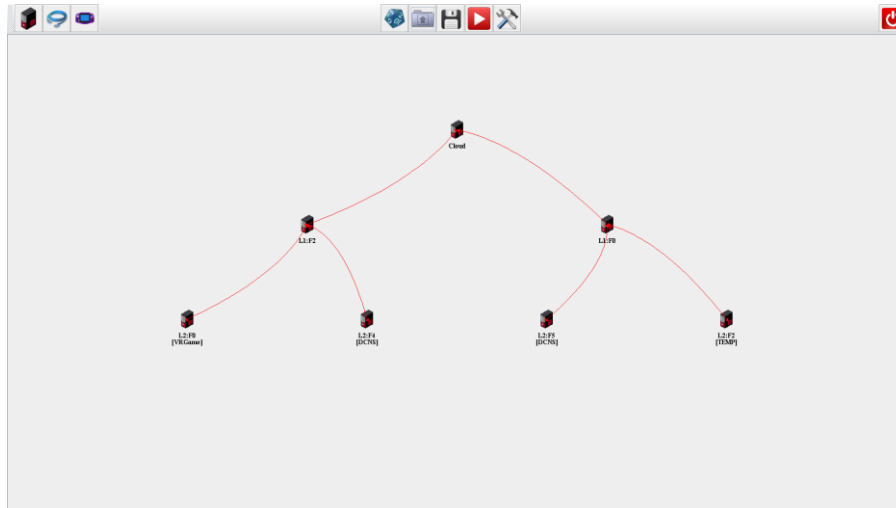 Cloud
L1:F2
L1:F0
L2:F0
[VRGame]
L2:F4
[DCNS]
L2:F5
[DCNS]
L2:F2
[TEMP]